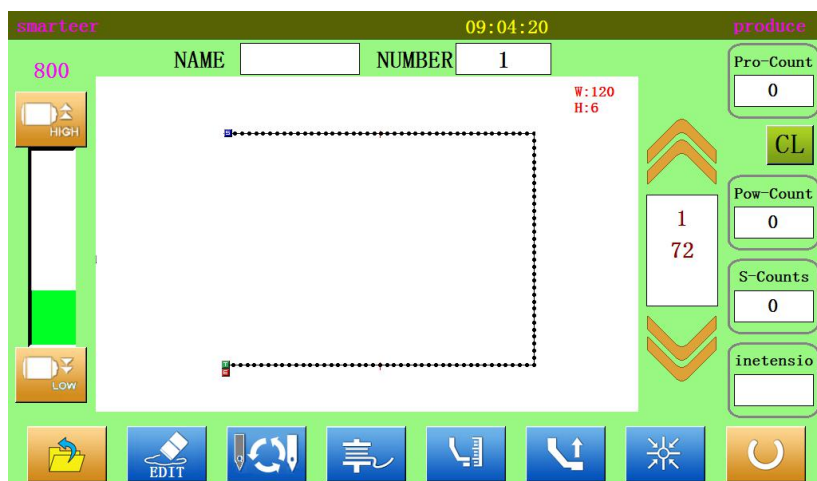 smarteer 09:04:20 produce
800 NAME NUMBER 1 Pro-Count
0
W:120
H:6
HIGH
CL
Pow-Count
0
1
72
S-Counts
0
inetensio
LOW
EDIT